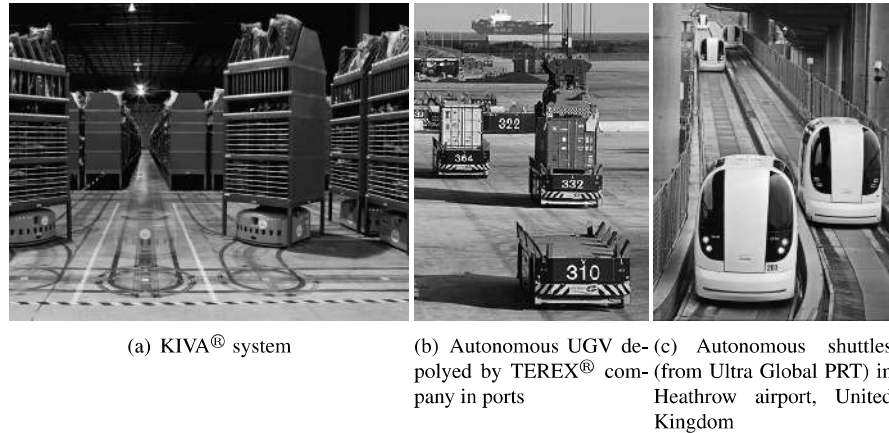 322
364
332
310
203
(a) KIVA® system
(b) Autonomous UGV de-
polyed by TEREX® com-
pany in ports
(c) Autonomous shuttles
(from Ultra Global PRT) in
Heathrow airport, United
Kingdom